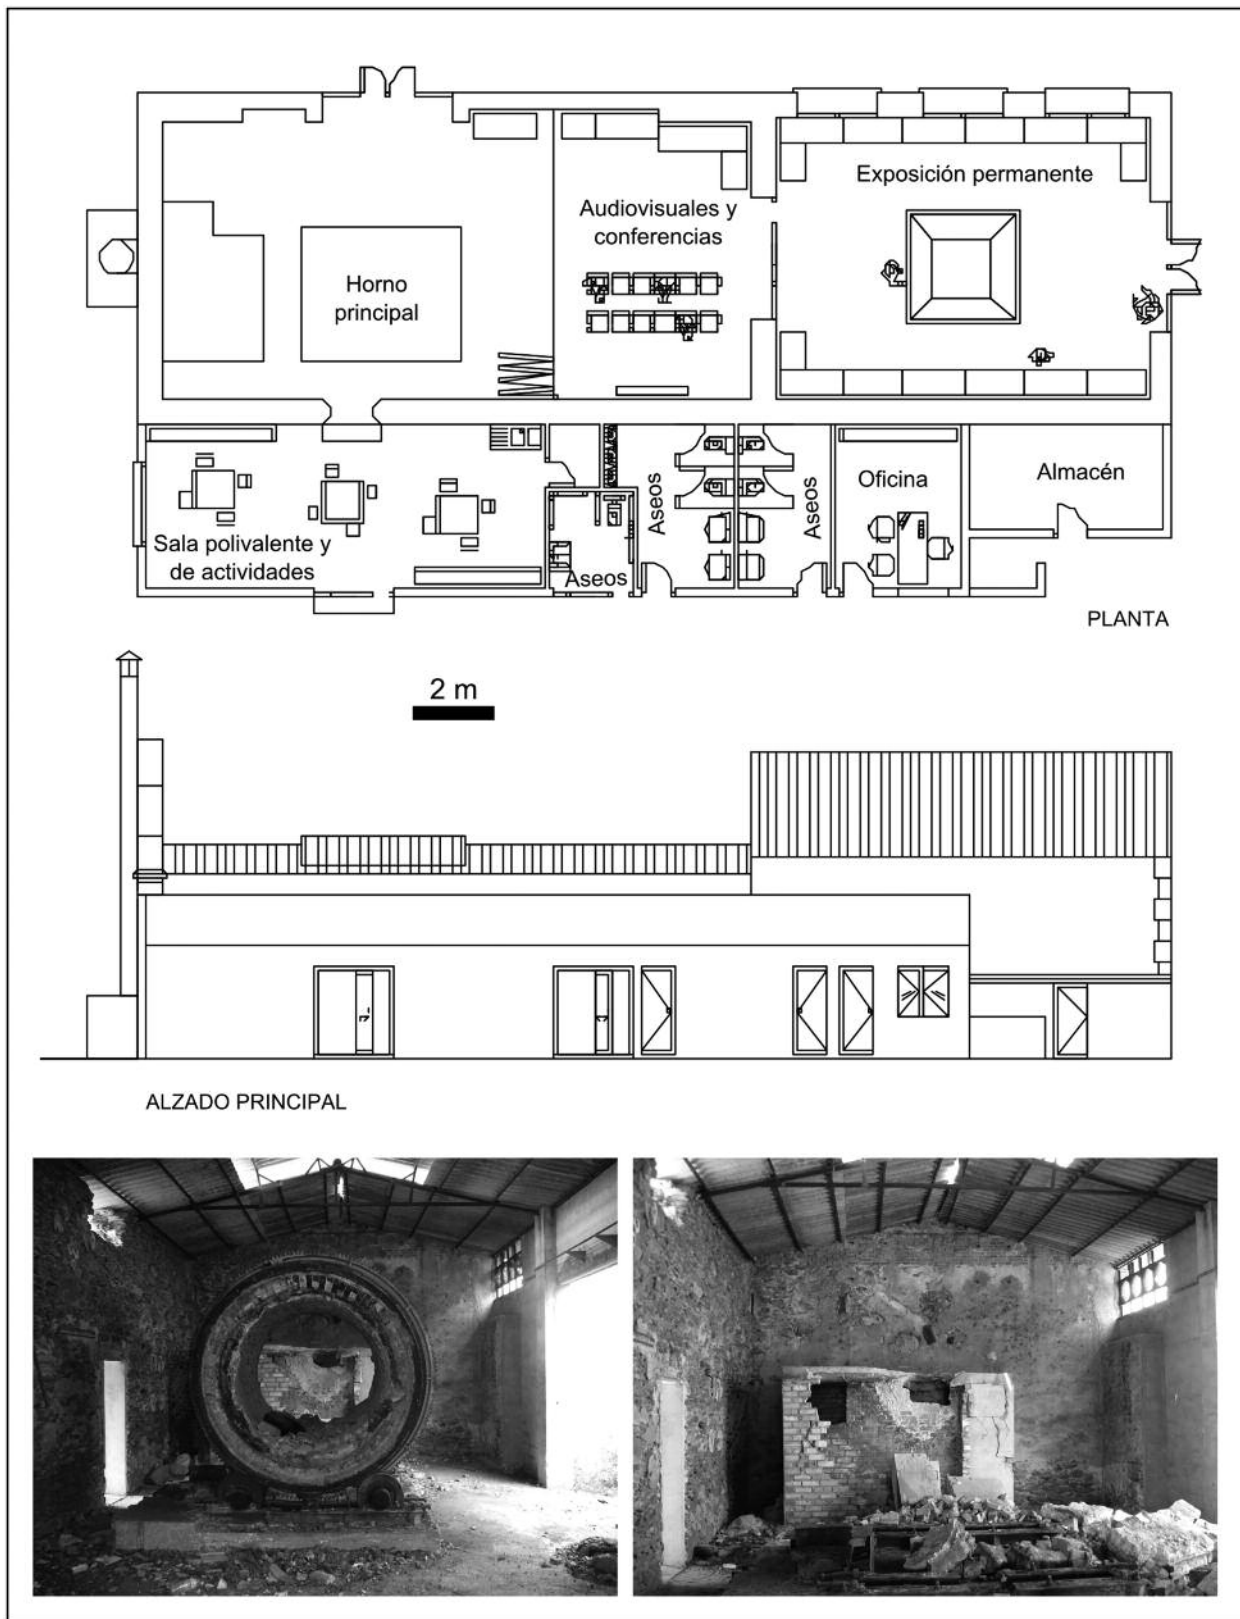 Exposición permanente
Audiovisuales y
conferencias
Horno
principal
Aseos
Aseos
Oficina
Almacén
Sala polivalente y
de actividades
Aseos
PLANTA
2 m
ALZADO PRINCIPAL